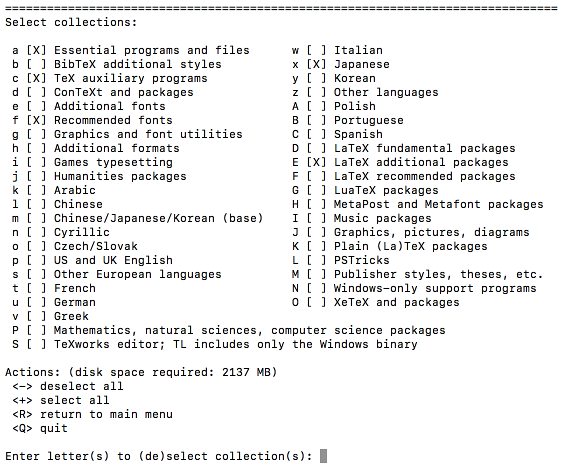 ===============================================================================
Select collections:
a [X] Essential programs and files w [ ] Italian
b [ ] BibTeX additional styles x [X] Japanese
c [X] TeX auxiliary programs y [ ] Korean
d [ ] ConTeXt and packages z [ ] Other languages
e [ ] Additional fonts A [ ] Polish
f [X] Recommended fonts B [ ] Portuguese
g [ ] Graphics and font utilities C [ ] Spanish
h [ ] Additional formats D [ ] LaTeX fundamental packages
i [ ] Games typesetting E [X] LaTeX additional packages
j [ ] Humanities packages F [ ] LaTeX recommended packages
k [ ] Arabic G [ ] LuaTeX packages
l [ ] Chinese H [ ] MetaPost and Metafont packages
m [ ] Chinese/Japanese/Korean (base) I [ ] Music packages
n [ ] Cyrillic J [ ] Graphics, pictures, diagrams
o [ ] Czech/Slovak K [ ] Plain (La)TeX packages
p [ ] US and UK English L [ ] PSTricks
s [ ] Other European languages M [ ] Publisher styles, theses, etc.
t [ ] French N [ ] Windows-only support programs
u [ ] German O [ ] XeTeX and packages
v [ ] Greek
P [ ] Mathematics, natural sciences, computer science packages
S [ ] TeXworks editor; TL includes only the Windows binary
Actions: (disk space required: 2137 MB)
<-> deselect all
<+> select all
<R> return to main menu
<Q> quit
Enter letter(s) to (de)select collection(s):